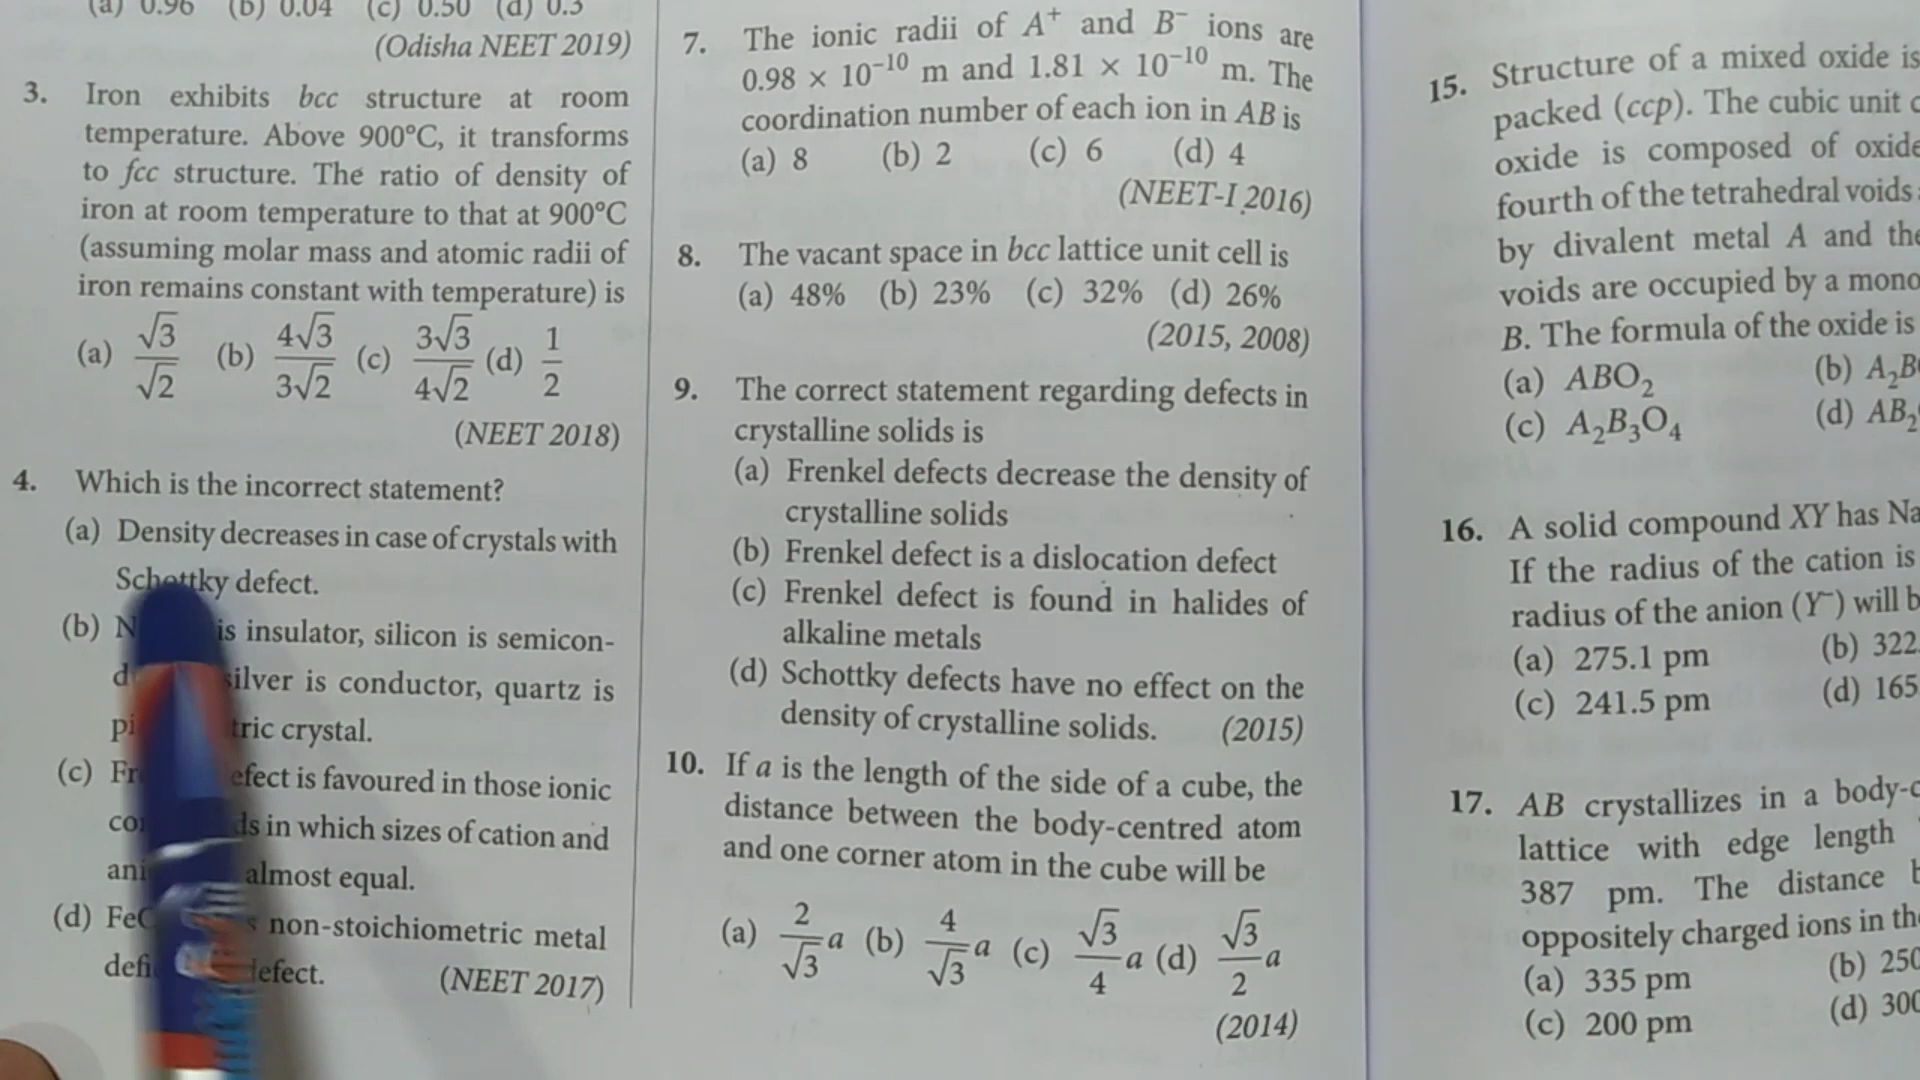 (a) 0.96 (b) 0.04 (c) 0.50 (d) 0.3
(Odisha NEET 2019)
3. Iron exhibits bcc structure at room
temperature. Above 900°C, it transforms
to fcc structure. The ratio of density of
iron at room temperature to that at 900°C
(assuming molar mass and atomic radii of
iron remains constant with temperature) is
(a) √3/√2 (b) 4√3/3√2 (c) 3√3/4√2 (d) 1/2
(NEET 2018)
4. Which is the incorrect statement?
(a) Density decreases in case of crystals with
Schottky defect.
(b) is insulator, silicon is semicon-
silver is conductor, quartz is
crystal.
(c) is favoured in those ionic
in which sizes of cation and
almost equal.
(d) non-stoichiometric metal
defect.
(NEET 2017)
7. The ionic radii of A⁺ and B⁻ ions are
0.98 × 10⁻¹⁰ m and 1.81 × 10⁻¹⁰ m. The
coordination number of each ion in AB is
(a) 8 (b) 2 (c) 6 (d) 4
(NEET-I 2016)
8. The vacant space in bcc lattice unit cell is
(a) 48% (b) 23% (c) 32% (d) 26%
(2015, 2008)
9. The correct statement regarding defects in
crystalline solids is
(a) Frenkel defects decrease the density of
crystalline solids
(b) Frenkel defect is a dislocation defect
(c) Frenkel defect is found in halides of
alkaline metals
(d) Schottky defects have no effect on the
density of crystalline solids. (2015)
10. If a is the length of the side of a cube, the
distance between the body-centred atom
and one corner atom in the cube will be
(a) 2/√3 a (b) 4/√3 a (c) √3/4 a (d) √3/2 a
(2014)
15. Structure of a mixed oxide is
packed (ccp). The cubic unit
oxide is composed of oxide
fourth of the tetrahedral voids
by divalent metal A and the
voids are occupied by a mono
B. The formula of the oxide is
(a) ABO₂ (b) A₂B
(c) A₂B₃O₄ (d) AB₂
16. A solid compound XY has Na
If the radius of the cation is
radius of the anion (Y⁻) will b
(a) 275.1 pm (b) 322.
(c) 241.5 pm (d) 165
17. AB crystallizes in a body-c
lattice with edge length
387 pm. The distance b
oppositely charged ions in the
(a) 335 pm (b) 250
(c) 200 pm (d) 300